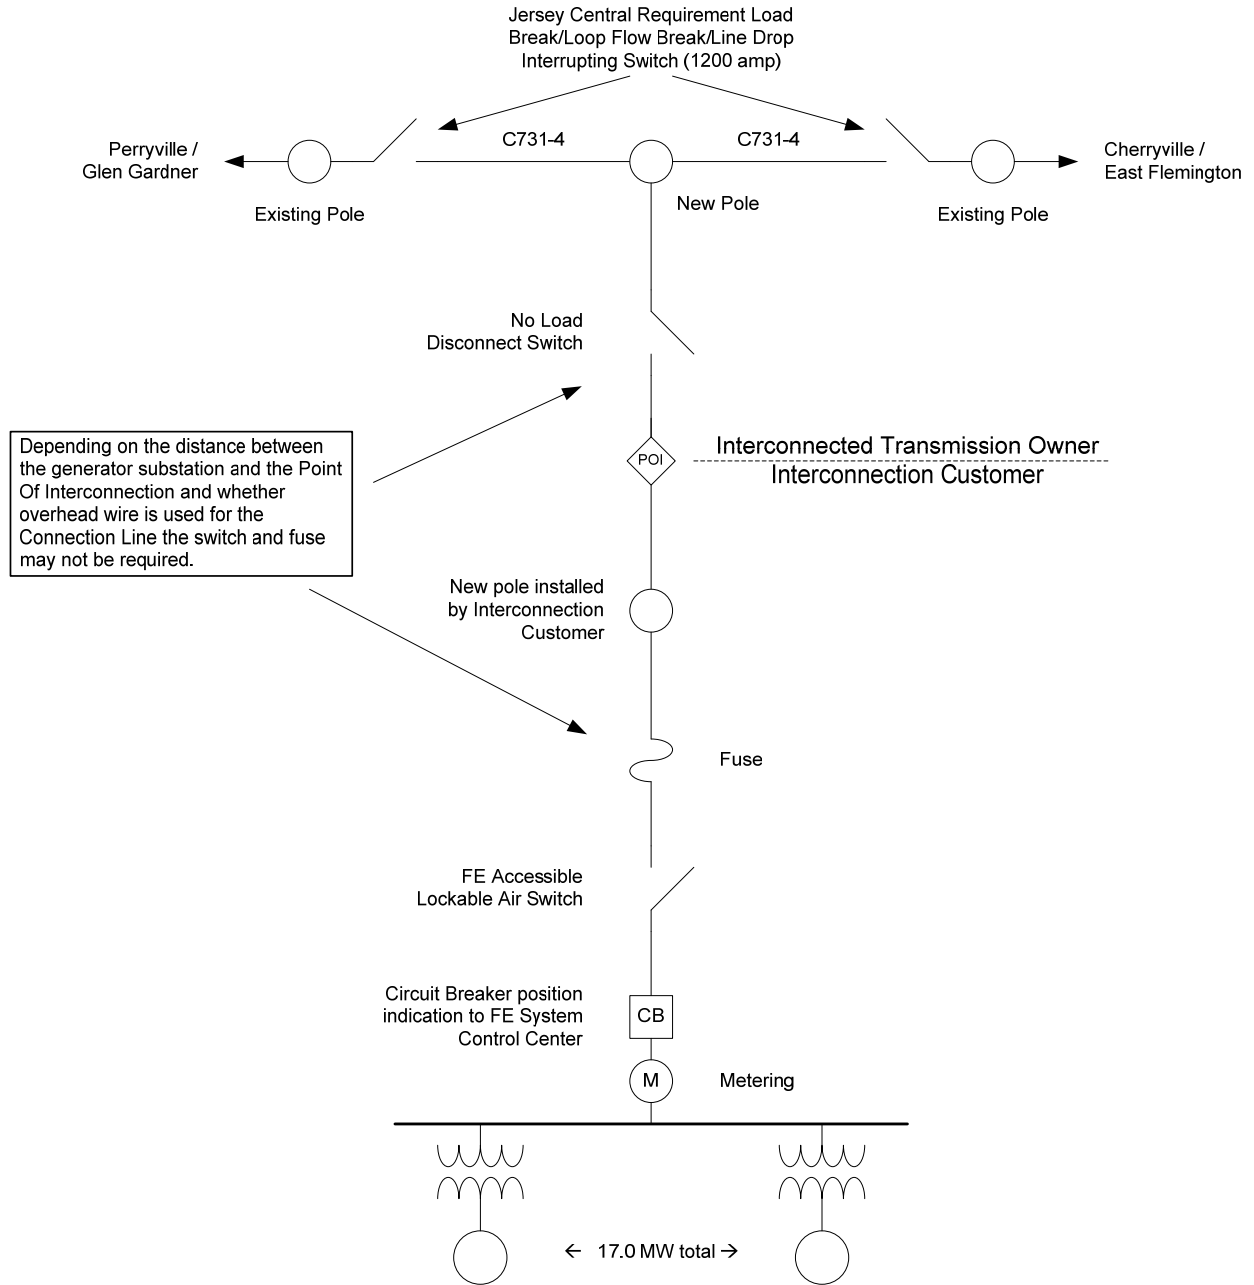 Jersey Central Requirement Load
Break/Loop Flow Break/Line Drop
Interrupting Switch (1200 amp)
Perryville /
Glen Gardner
C731-4
C731-4
Cherryville /
East Flemington
Existing Pole
New Pole
Existing Pole
No Load
Disconnect Switch
Depending on the distance between
the generator substation and the Point
Of Interconnection and whether
overhead wire is used for the
Connection Line the switch and fuse
may not be required.
POI
Interconnected Transmission Owner
Interconnection Customer
New pole installed
by Interconnection
Customer
Fuse
FE Accessible
Lockable Air Switch
Circuit Breaker position
indication to FE System
Control Center
CB
M
Metering
← 17.0 MW total →